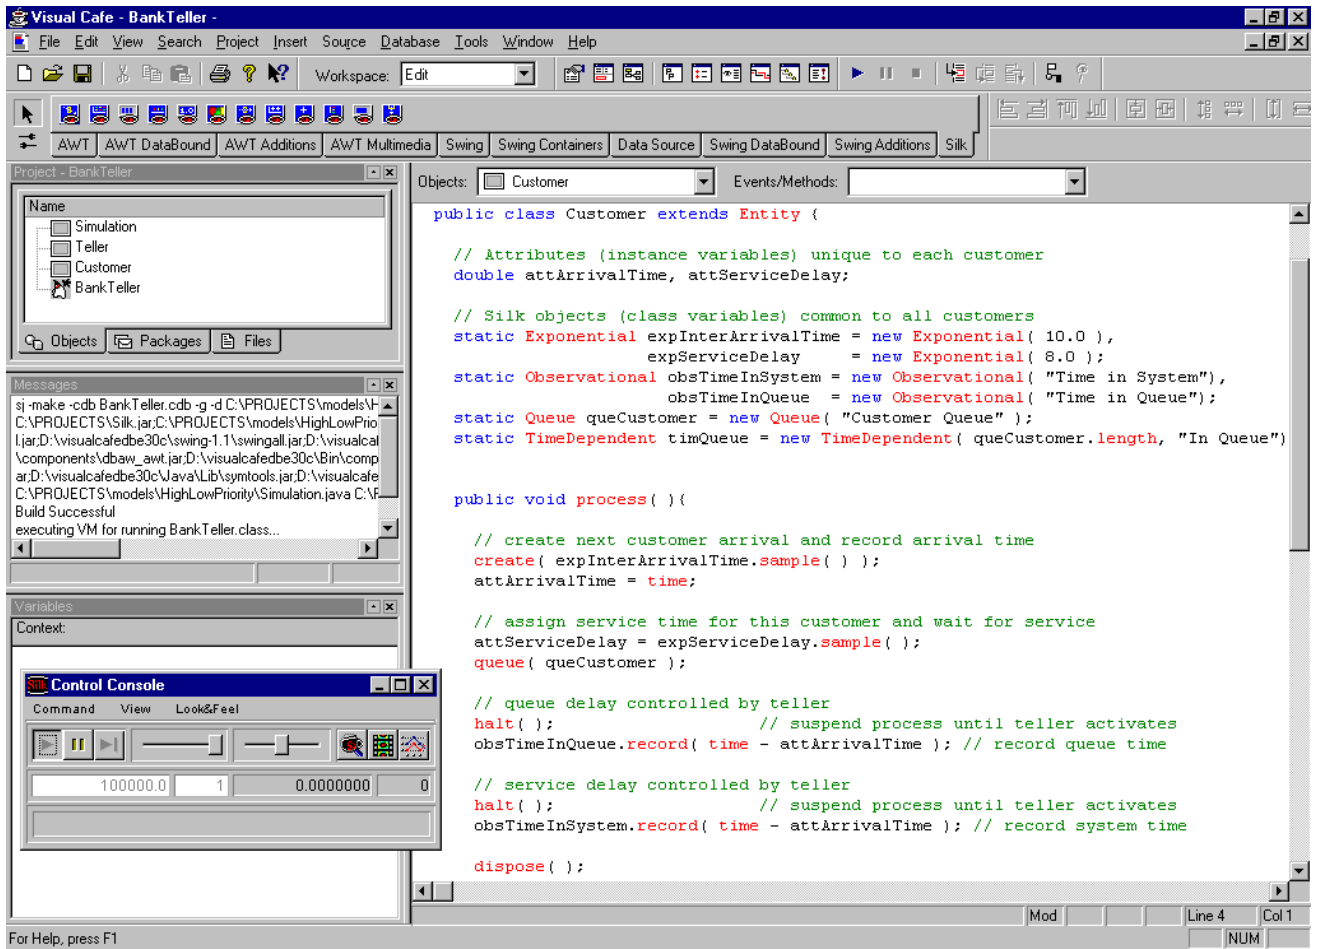 Visual Cafe - BankTeller -
File Edit View Search Project Insert Source Database Tools Window Help
Workspace: Edit
AWT AWT DataBound AWT Additions AWT Multimedia Swing Swing Containers Data Source Swing DataBound Swing Additions Silk
Project - BankTeller
Name
Simulation
Teller
Customer
BankTeller
Objects Packages Files
Messages
sj -make -cdb BankTeller.cdb -g -d C:\PROJECTS\models\H
C:\PROJECTS\Silk.jar;C:\PROJECTS\models\HighLowPrio
l.jar;D:\visualcafedbe30c\swing-1.1\swingall.jar;D:\visualcaf
\components\dbaw_awt.jar;D:\visualcafedbe30c\Bin\comp
ar;D:\visualcafedbe30c\Java\Lib\symtools.jar;D:\visualcafe
C:\PROJECTS\models\HighLowPriority\Simulation.java C:\F
Build Successful
executing VM for running BankTeller.class...
Variables
Context:
Silk Control Console
Command View Look&Feel
100000.0 1 0.0000000 0
Objects: Customer Events/Methods:
public class Customer extends Entity {
// Attributes (instance variables) unique to each customer
double attArrivalTime, attServiceDelay;
// Silk objects (class variables) common to all customers
static Exponential expInterArrivalTime = new Exponential( 10.0 ),
expServiceDelay = new Exponential( 8.0 );
static Observational obsTimeInSystem = new Observational( "Time in System"),
obsTimeInQueue = new Observational( "Time in Queue");
static Queue queCustomer = new Queue( "Customer Queue" );
static TimeDependent timQueue = new TimeDependent( queCustomer.length, "In Queue")
public void process( ){
// create next customer arrival and record arrival time
create( expInterArrivalTime.sample( ) );
attArrivalTime = time;
// assign service time for this customer and wait for service
attServiceDelay = expServiceDelay.sample( );
queue( queCustomer );
// queue delay controlled by teller
halt( ); // suspend process until teller activates
obsTimeInQueue.record( time - attArrivalTime ); // record queue time
// service delay controlled by teller
halt( ); // suspend process until teller activates
obsTimeInSystem.record( time - attArrivalTime ); // record system time
dispose( );
Mod Line 4 Col 1
For Help, press F1 NUM